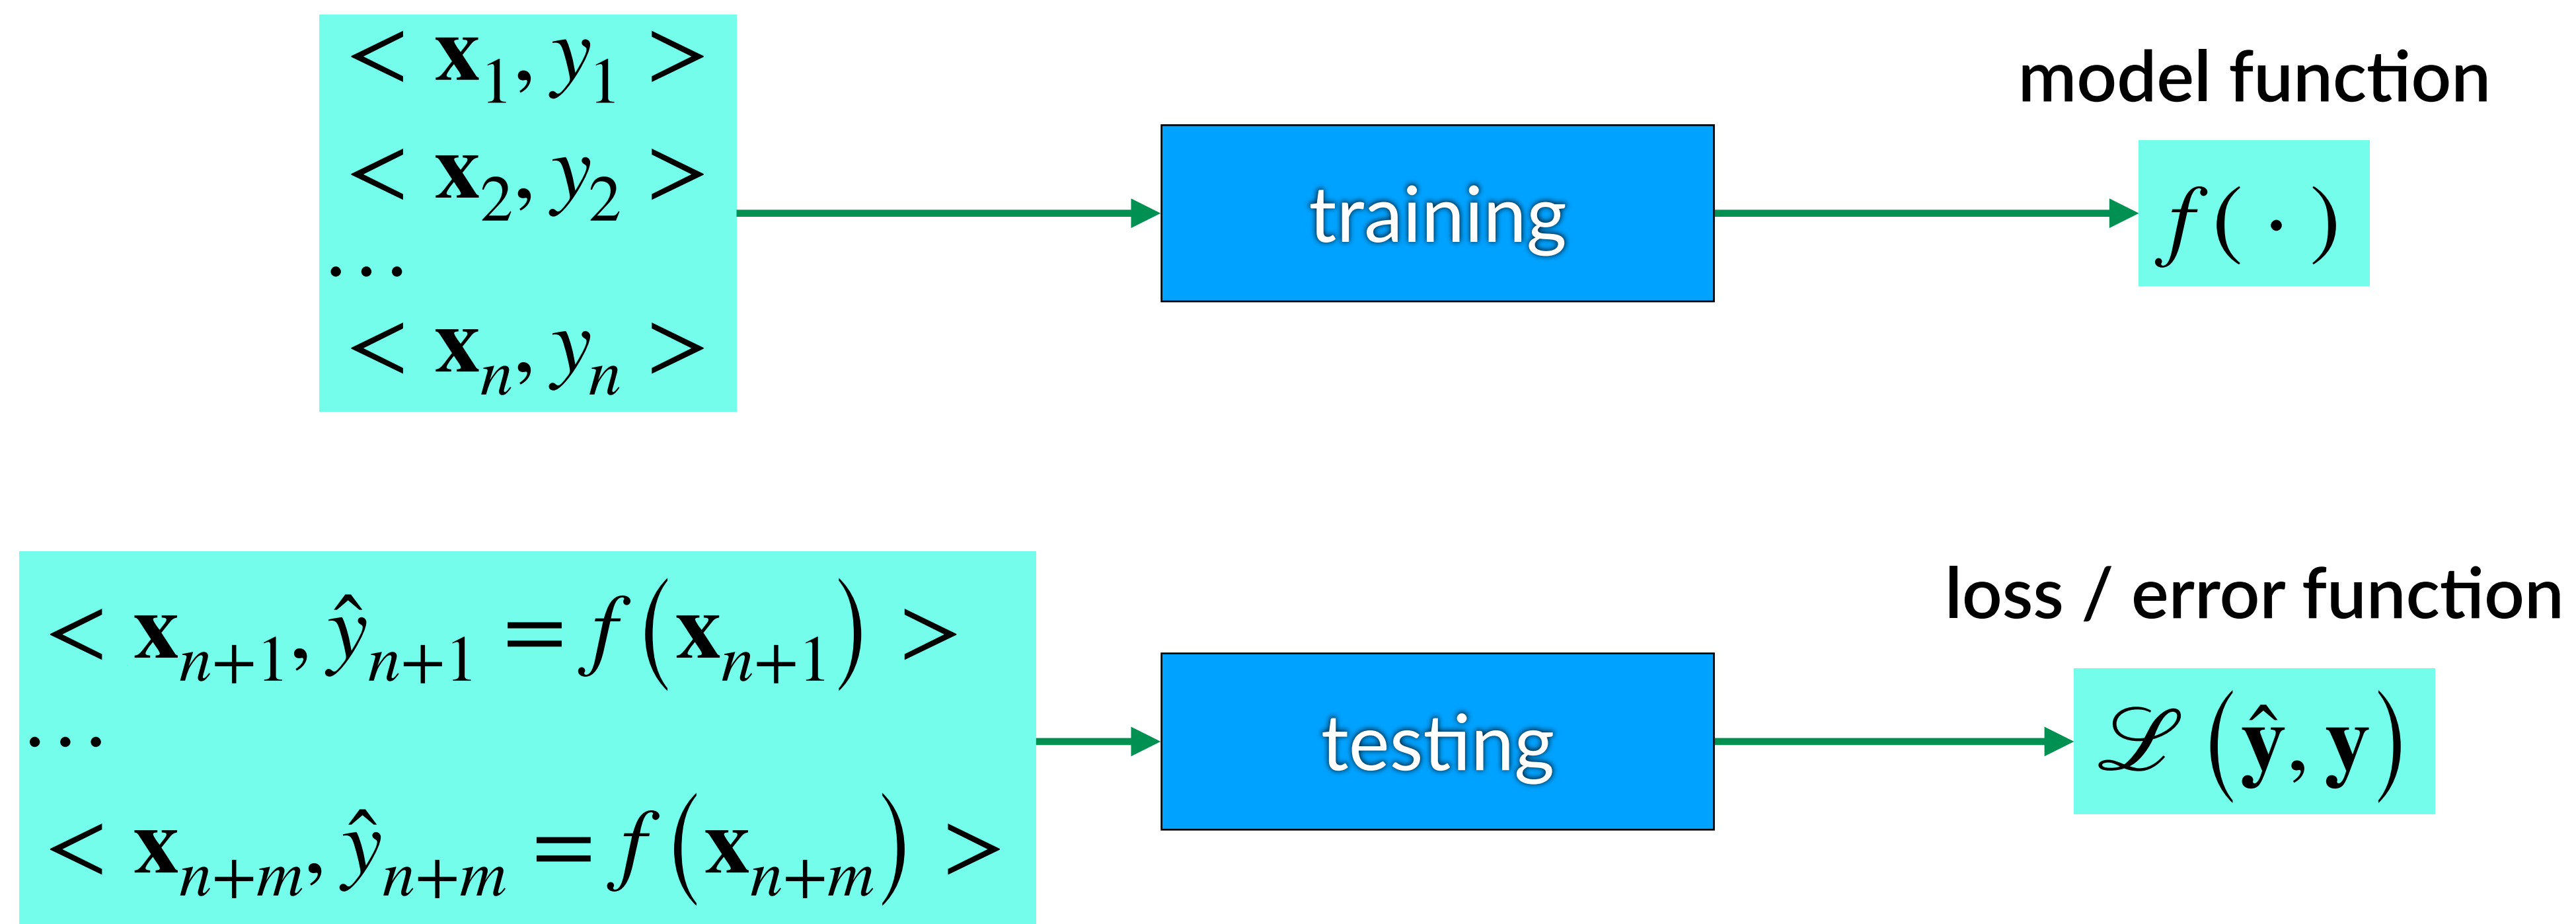 < x₁, y₁ >
< x₂, y₂ >
...
< xₙ, yₙ >
training
model function
f( · )
< xₙ₊₁, ŷₙ₊₁ = f(xₙ₊₁) >
...
< xₙ₊ₘ, ŷₙ₊ₘ = f(xₙ₊ₘ) >
testing
loss / error function
ℒ (ŷ, y)